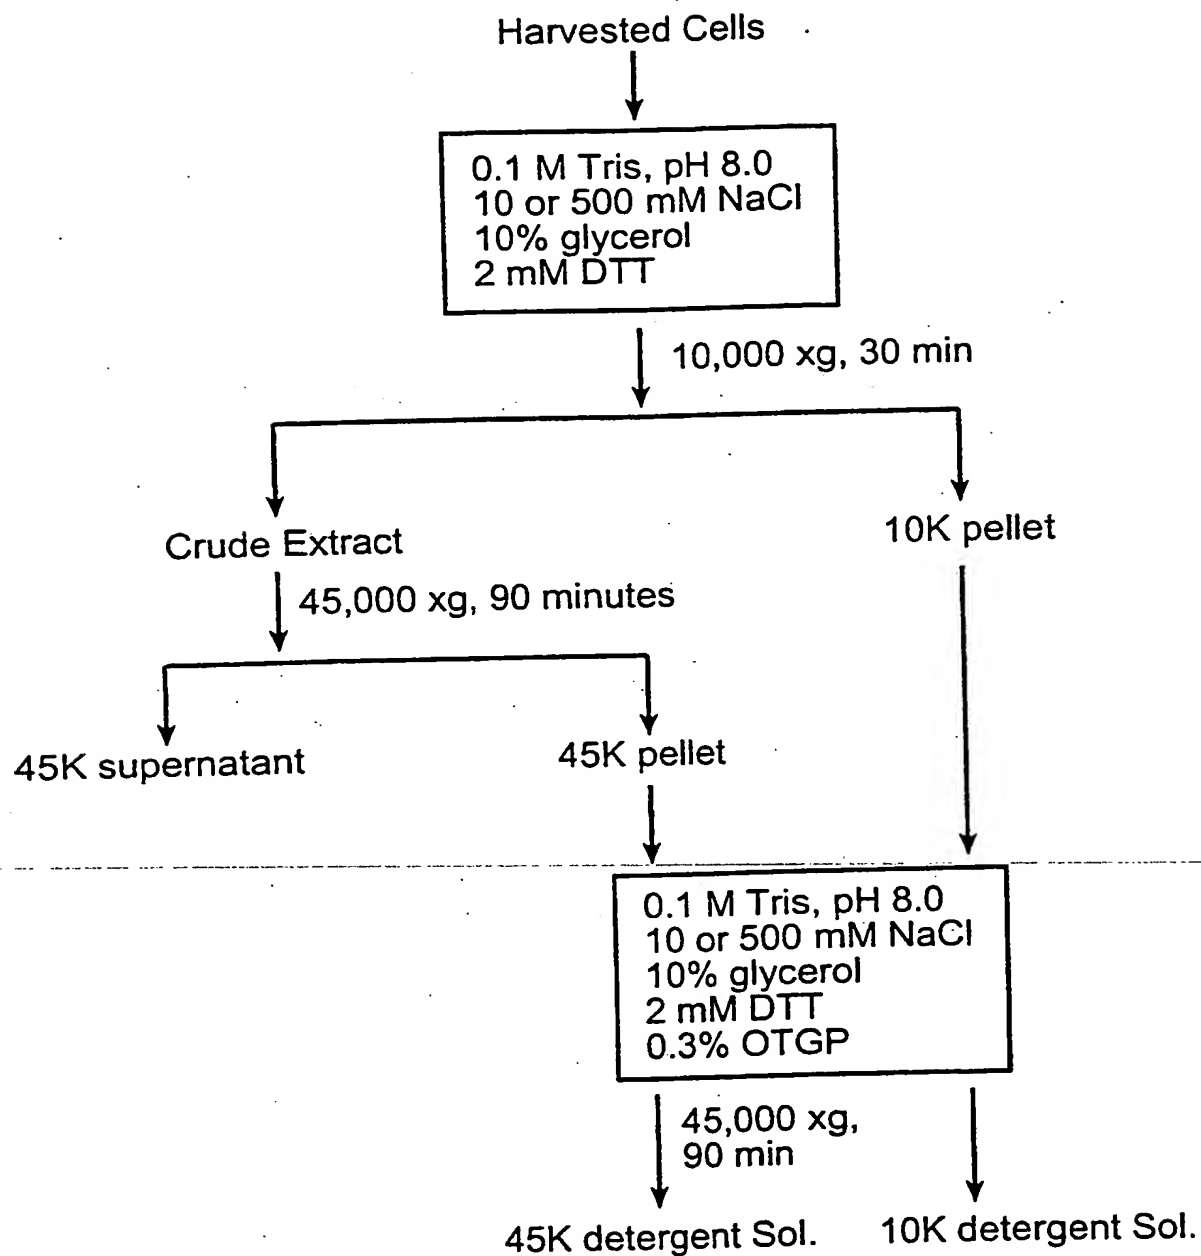 Harvested Cells
0.1 M Tris, pH 8.0
10 or 500 mM NaCl
10% glycerol
2 mM DTT
10,000 xg, 30 min
Crude Extract
10K pellet
45,000 xg, 90 minutes
45K supernatant
45K pellet
0.1 M Tris, pH 8.0
10 or 500 mM NaCl
10% glycerol
2 mM DTT
0.3% OTGP
45,000 xg,
90 min
45K detergent Sol.
10K detergent Sol.